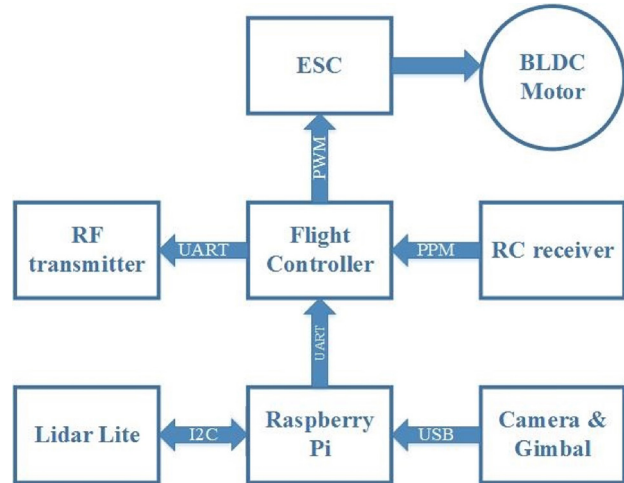 ESC
BLDC
Motor
PWM
RF
transmitter
UART
Flight
Controller
PPM
RC receiver
UART
Lidar Lite
I2C
Raspberry
Pi
USB
Camera &
Gimbal